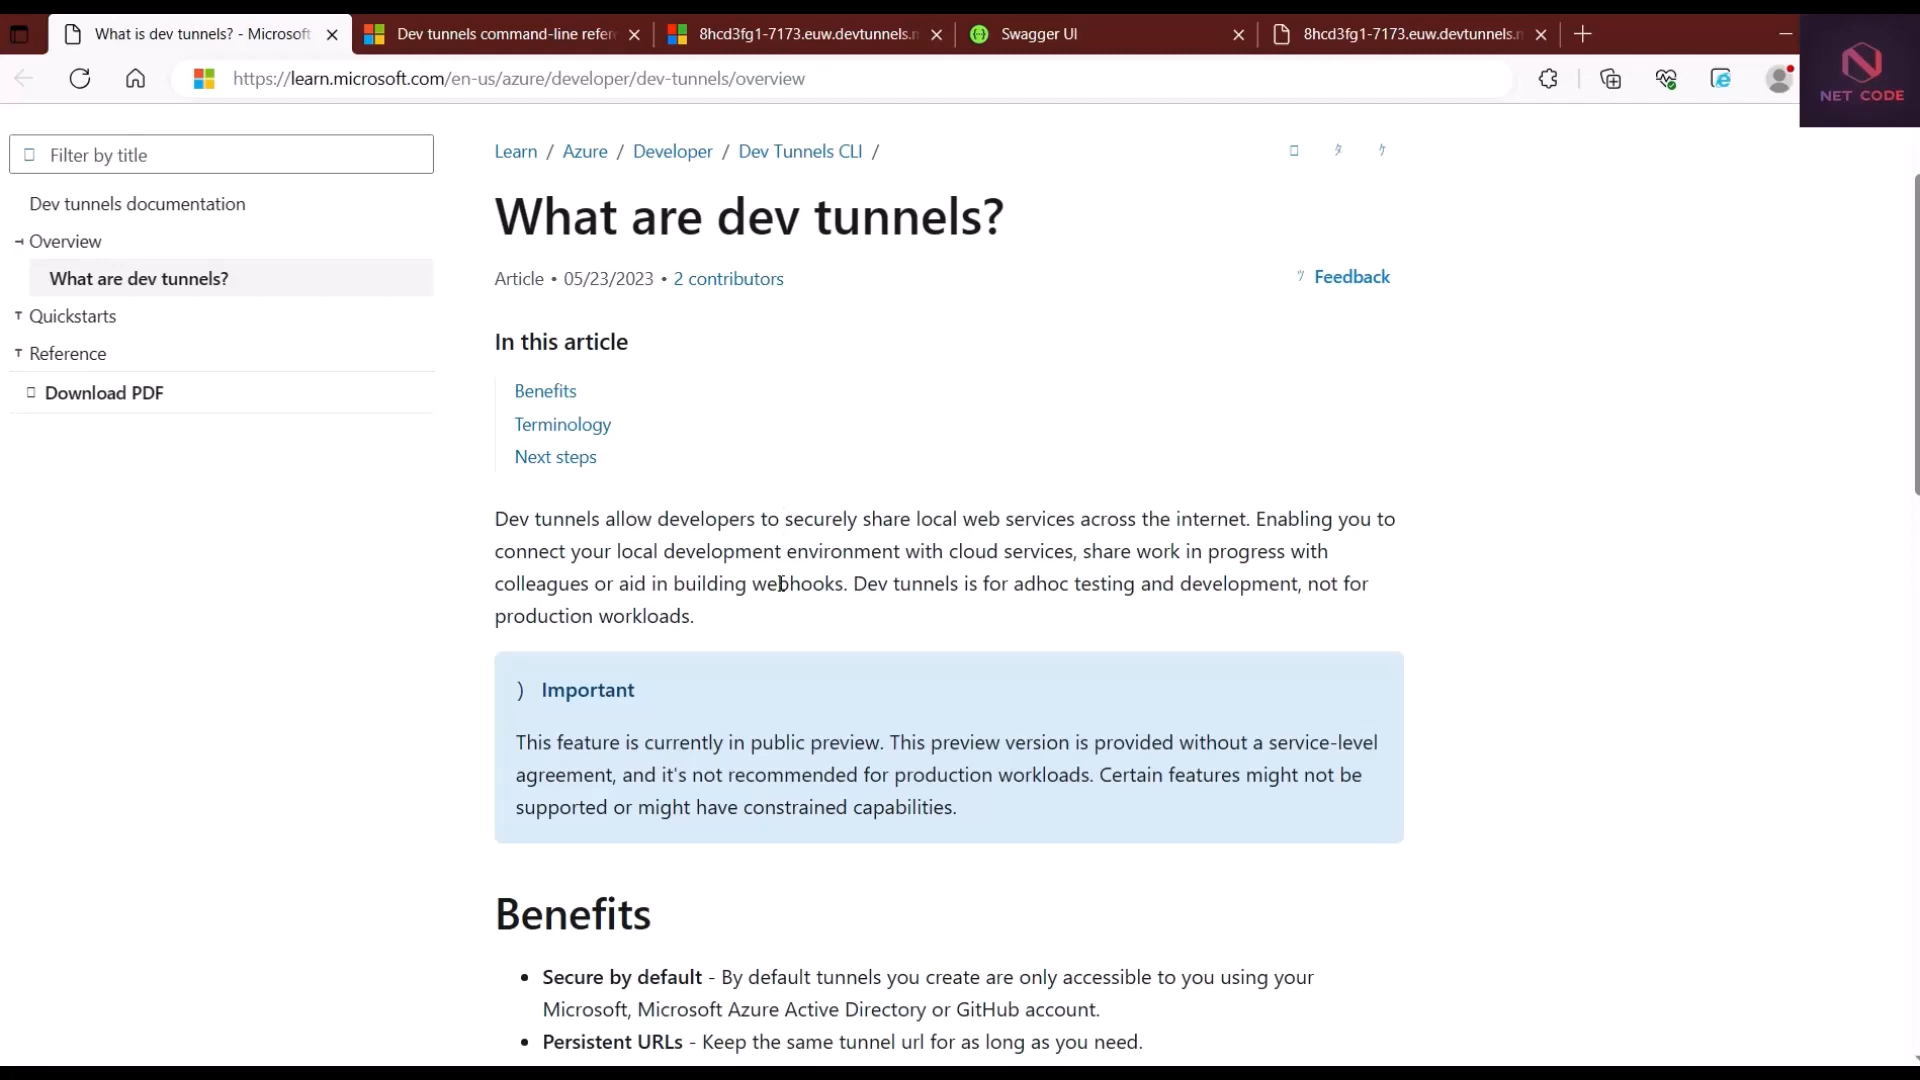 What is dev tunnels? - Microsoft
Dev tunnels command-line refer
8hcd3fg1-7173.euw.devtunnels.
Swagger UI
8hcd3fg1-7173.euw.devtunnels.
NET CODE
https://learn.microsoft.com/en-us/azure/developer/dev-tunnels/overview
Filter by title
Dev tunnels documentation
Overview
What are dev tunnels?
Quickstarts
Reference
Download PDF
Learn / Azure / Developer / Dev Tunnels CLI /
What are dev tunnels?
Article • 05/23/2023 • 2 contributors
Feedback
In this article
Benefits
Terminology
Next steps
Dev tunnels allow developers to securely share local web services across the internet. Enabling you to
connect your local development environment with cloud services, share work in progress with
colleagues or aid in building webhooks. Dev tunnels is for adhoc testing and development, not for
production workloads.
Important
This feature is currently in public preview. This preview version is provided without a service-level
agreement, and it's not recommended for production workloads. Certain features might not be
supported or might have constrained capabilities.
Benefits
• Secure by default - By default tunnels you create are only accessible to you using your
Microsoft, Microsoft Azure Active Directory or GitHub account.
• Persistent URLs - Keep the same tunnel url for as long as you need.